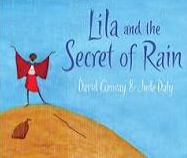 Lila and the
Secret of Rain
David Conway & Jude Daly